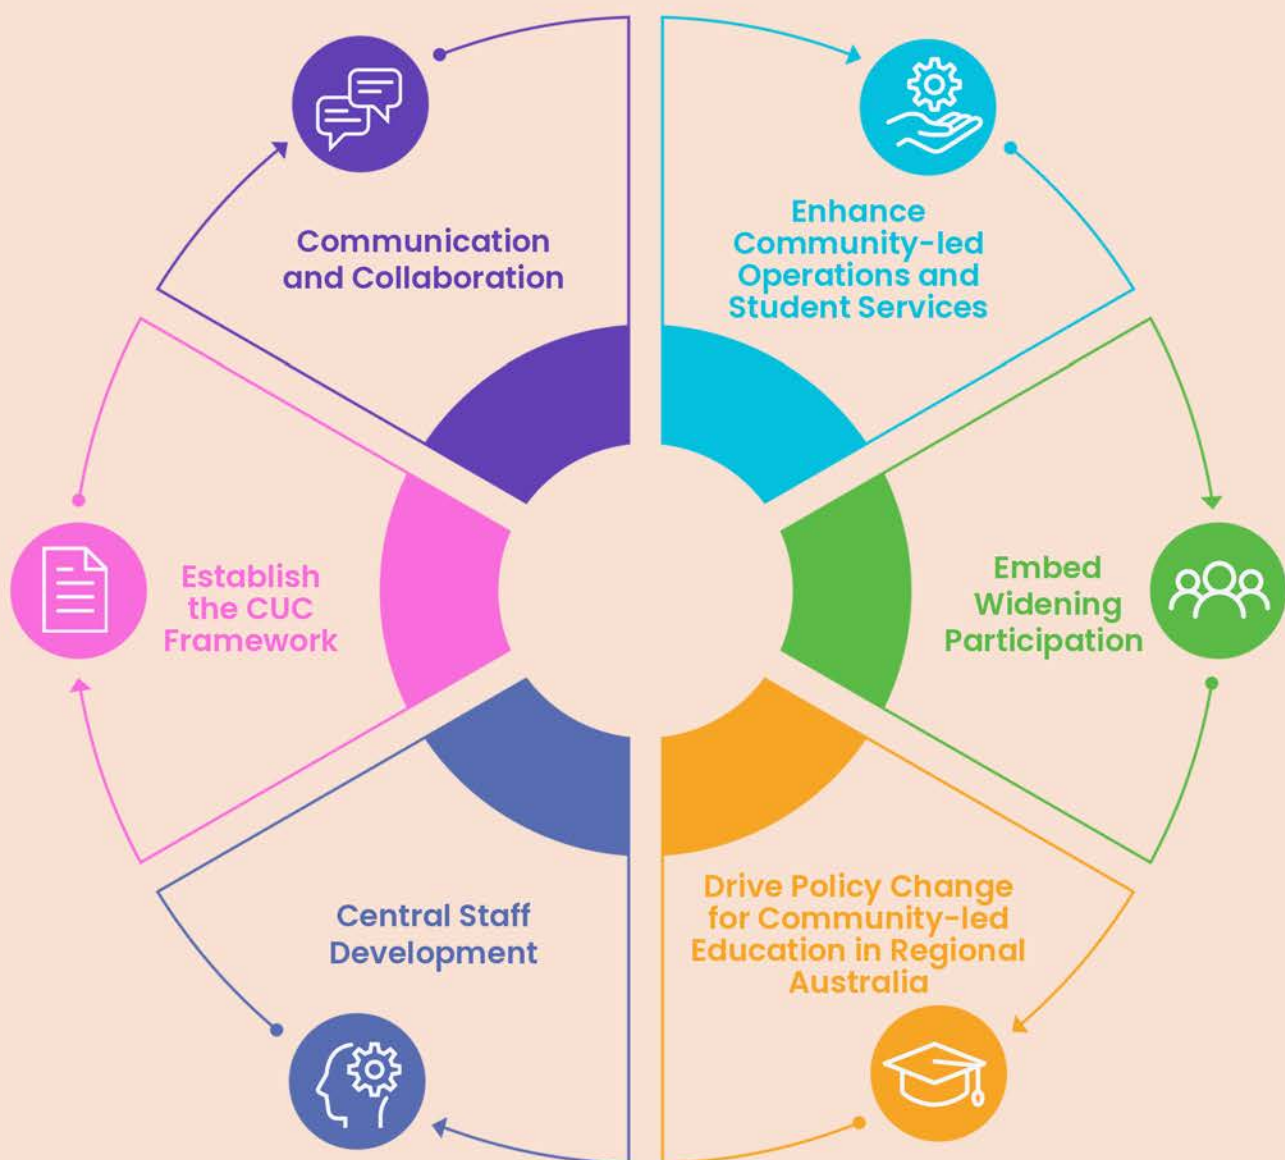 Communication
and Collaboration
Enhance
Community-led
Operations and
Student Services
Embed
Widening
Participation
Drive Policy Change
for Community-led
Education in Regional
Australia
Central Staff
Development
Establish
the CUC
Framework